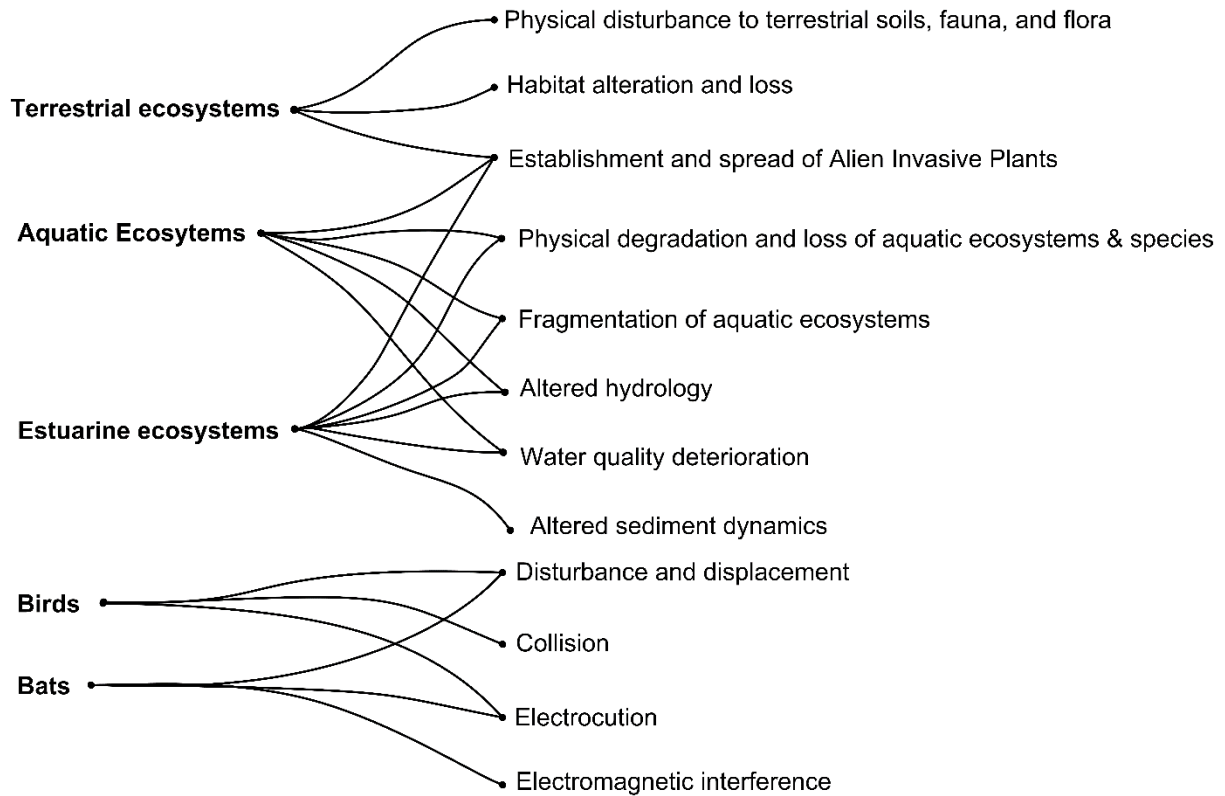 Physical disturbance to terrestrial soils, fauna, and flora
Habitat alteration and loss
Terrestrial ecosystems
Establishment and spread of Alien Invasive Plants
Aquatic Ecosytems
Physical degradation and loss of aquatic ecosystems & species
Fragmentation of aquatic ecosystems
Altered hydrology
Estuarine ecosystems
Water quality deterioration
Altered sediment dynamics
Disturbance and displacement
Birds
Collision
Bats
Electrocution
Electromagnetic interference